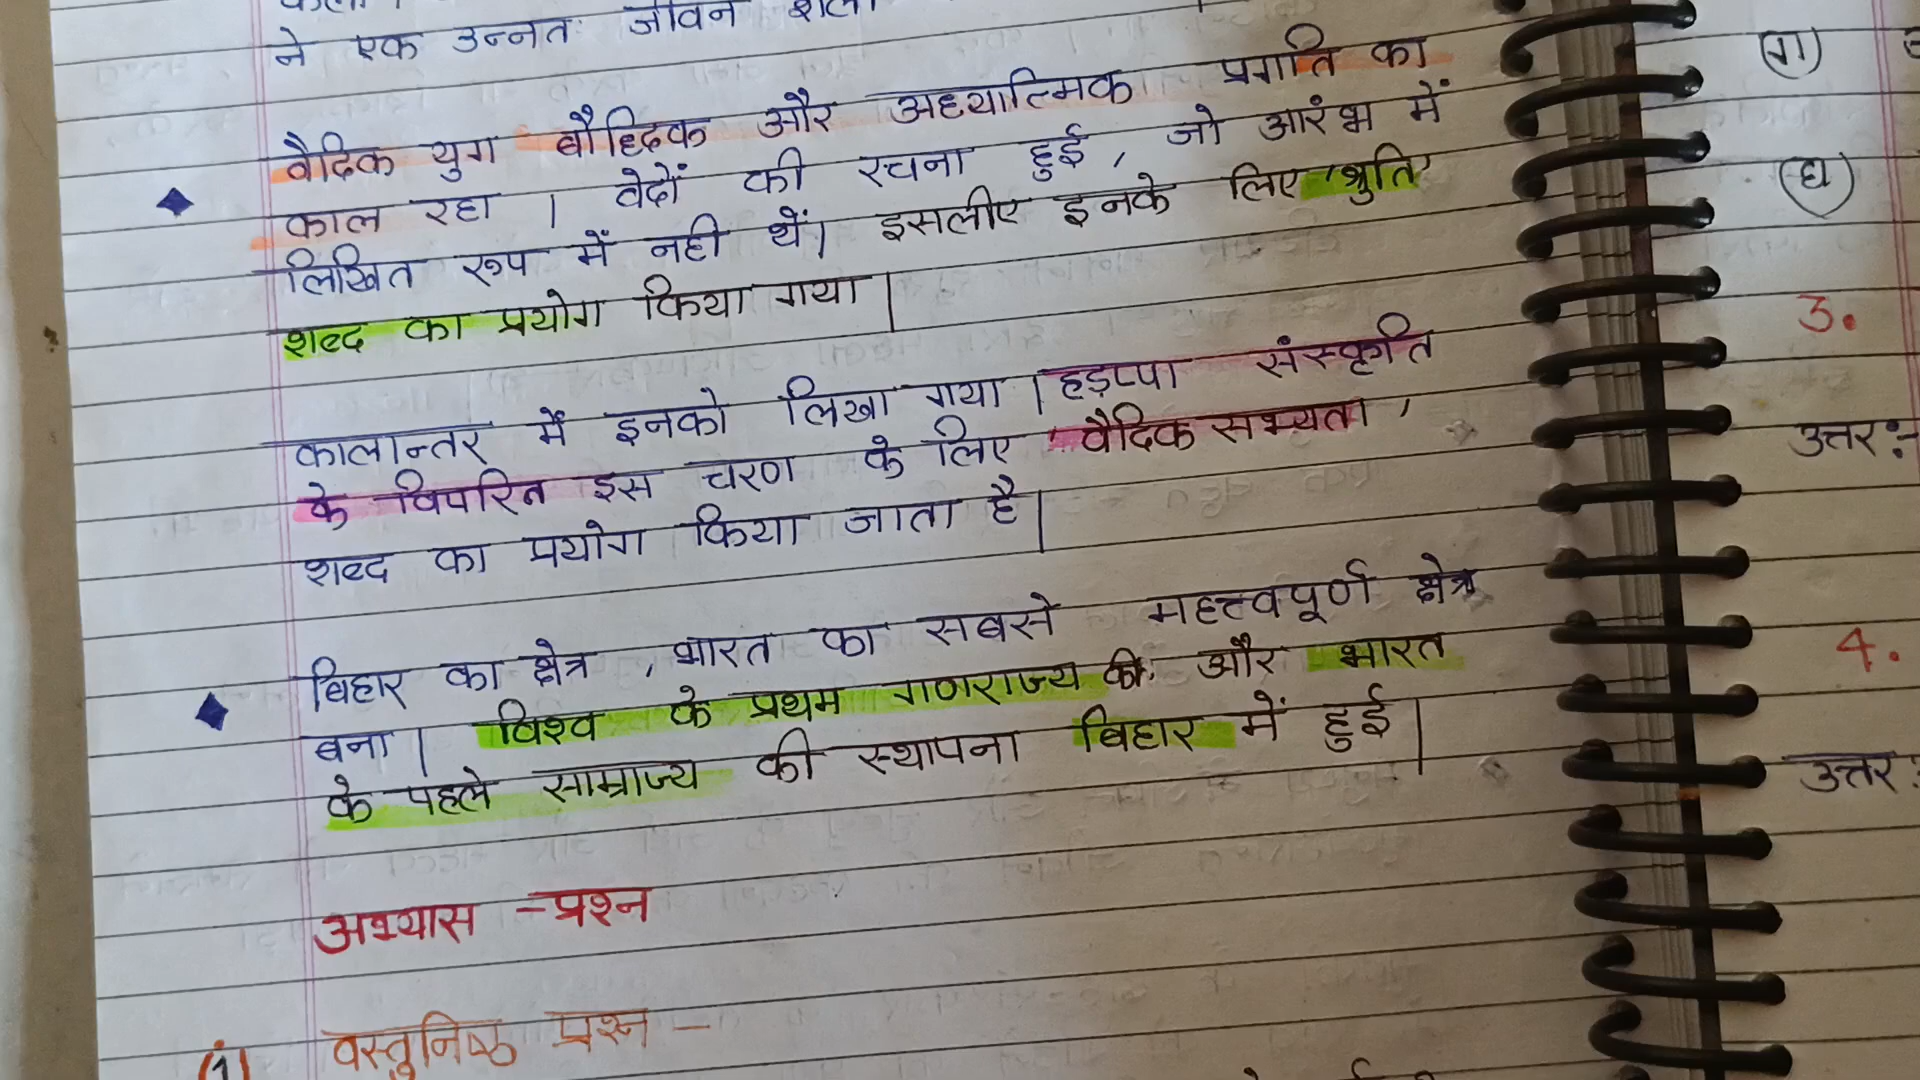 ने एक उन्नत जीवन शैली
वैदिक युग बौद्धिक और अध्यात्मिक प्रगति का
काल रहा । वेदों की रचना हुई, जो आरंभ में
लिखित रूप में नही थें। इसलीए इनके लिए 'श्रुति'
शब्द का प्रयोग किया गया |
कालान्तर में इनको लिखा गया । हड़प्पा संस्कृति
के विपरित इस चरण के लिए 'वैदिक सभ्यता'
शब्द का प्रयोग किया जाता है |
बिहार का क्षेत्र , भारत का सबसे महत्त्वपूर्ण क्षेत्र
बना | विश्व के प्रथम गणराज्य की और भारत
के पहले साम्राज्य की स्थापना बिहार में हुई |
अभ्यास - प्रश्न
(1) वस्तुनिष्ठ प्रश्न -
(ग)
(घ)
3.
उत्तर:-
4.
उत्तर: